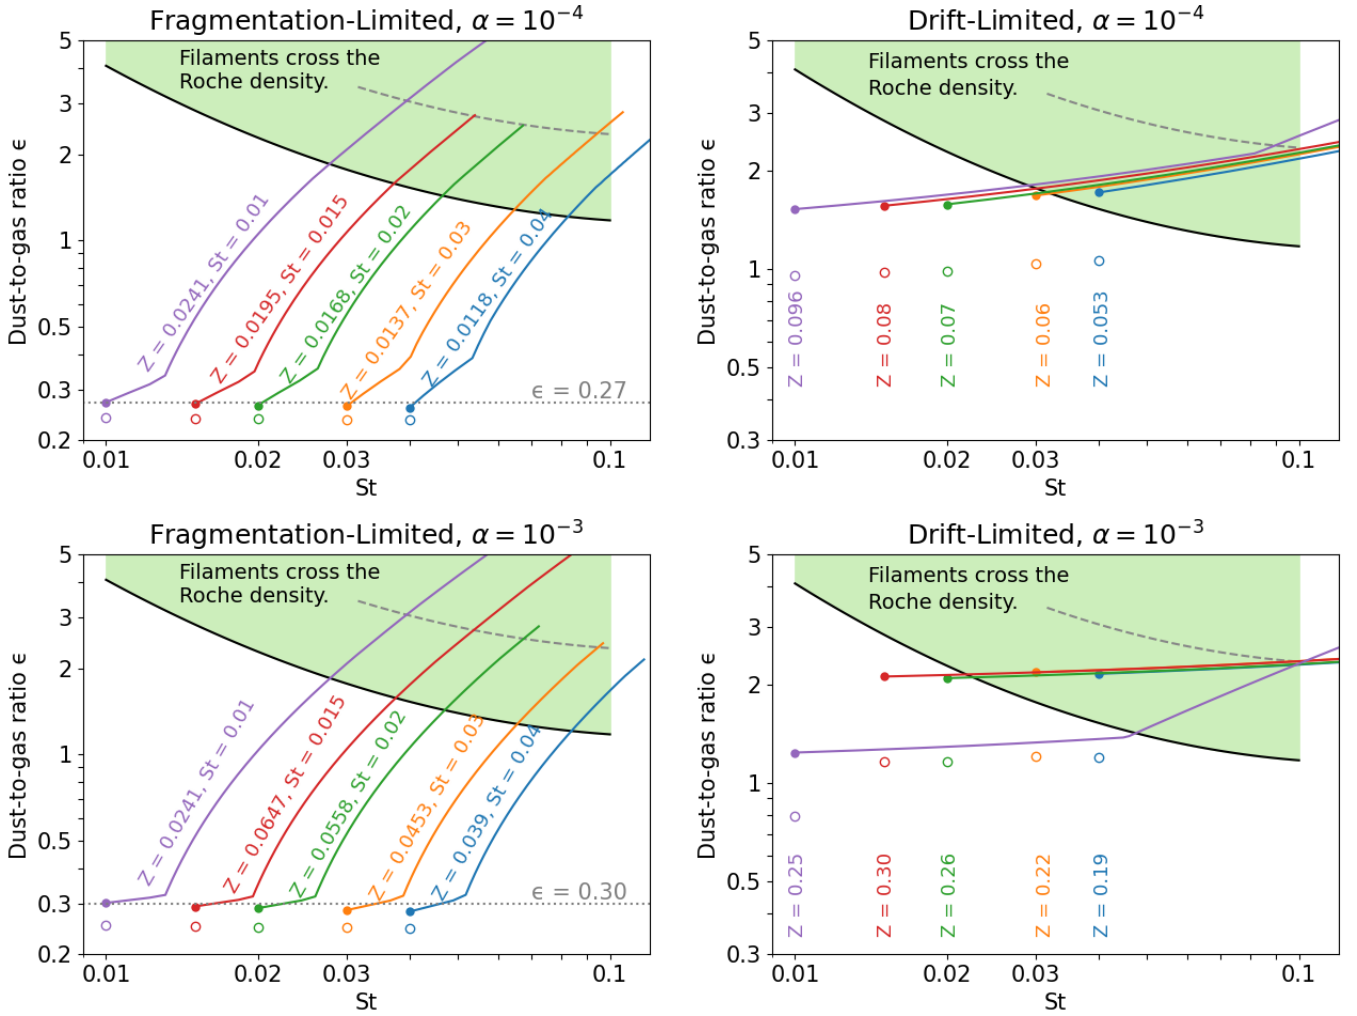 Fragmentation-Limited, α = 10⁻⁴
5
3
2
1
0.5
0.3
0.2
Dust-to-gas ratio ϵ
Filaments cross the
Roche density.
Z = 0.0241, St = 0.01
Z = 0.0195, St = 0.015
Z = 0.0168, St = 0.02
Z = 0.0137, St = 0.03
Z = 0.0118, St = 0.04
ϵ = 0.27
0.01
0.02
0.03
0.1
St
Drift-Limited, α = 10⁻⁴
5
3
2
1
0.5
0.3
Dust-to-gas ratio ϵ
Filaments cross the
Roche density.
Z = 0.096
Z = 0.08
Z = 0.07
Z = 0.06
Z = 0.053
0.01
0.02
0.03
0.1
St
Fragmentation-Limited, α = 10⁻³
5
3
2
1
0.5
0.3
0.2
Dust-to-gas ratio ϵ
Filaments cross the
Roche density.
Z = 0.0241, St = 0.01
Z = 0.0647, St = 0.015
Z = 0.0558, St = 0.02
Z = 0.0453, St = 0.03
Z = 0.039, St = 0.04
ϵ = 0.30
0.01
0.02
0.03
0.1
St
Drift-Limited, α = 10⁻³
5
3
2
1
0.5
0.3
Dust-to-gas ratio ϵ
Filaments cross the
Roche density.
Z = 0.25
Z = 0.30
Z = 0.26
Z = 0.22
Z = 0.19
0.01
0.02
0.03
0.1
St